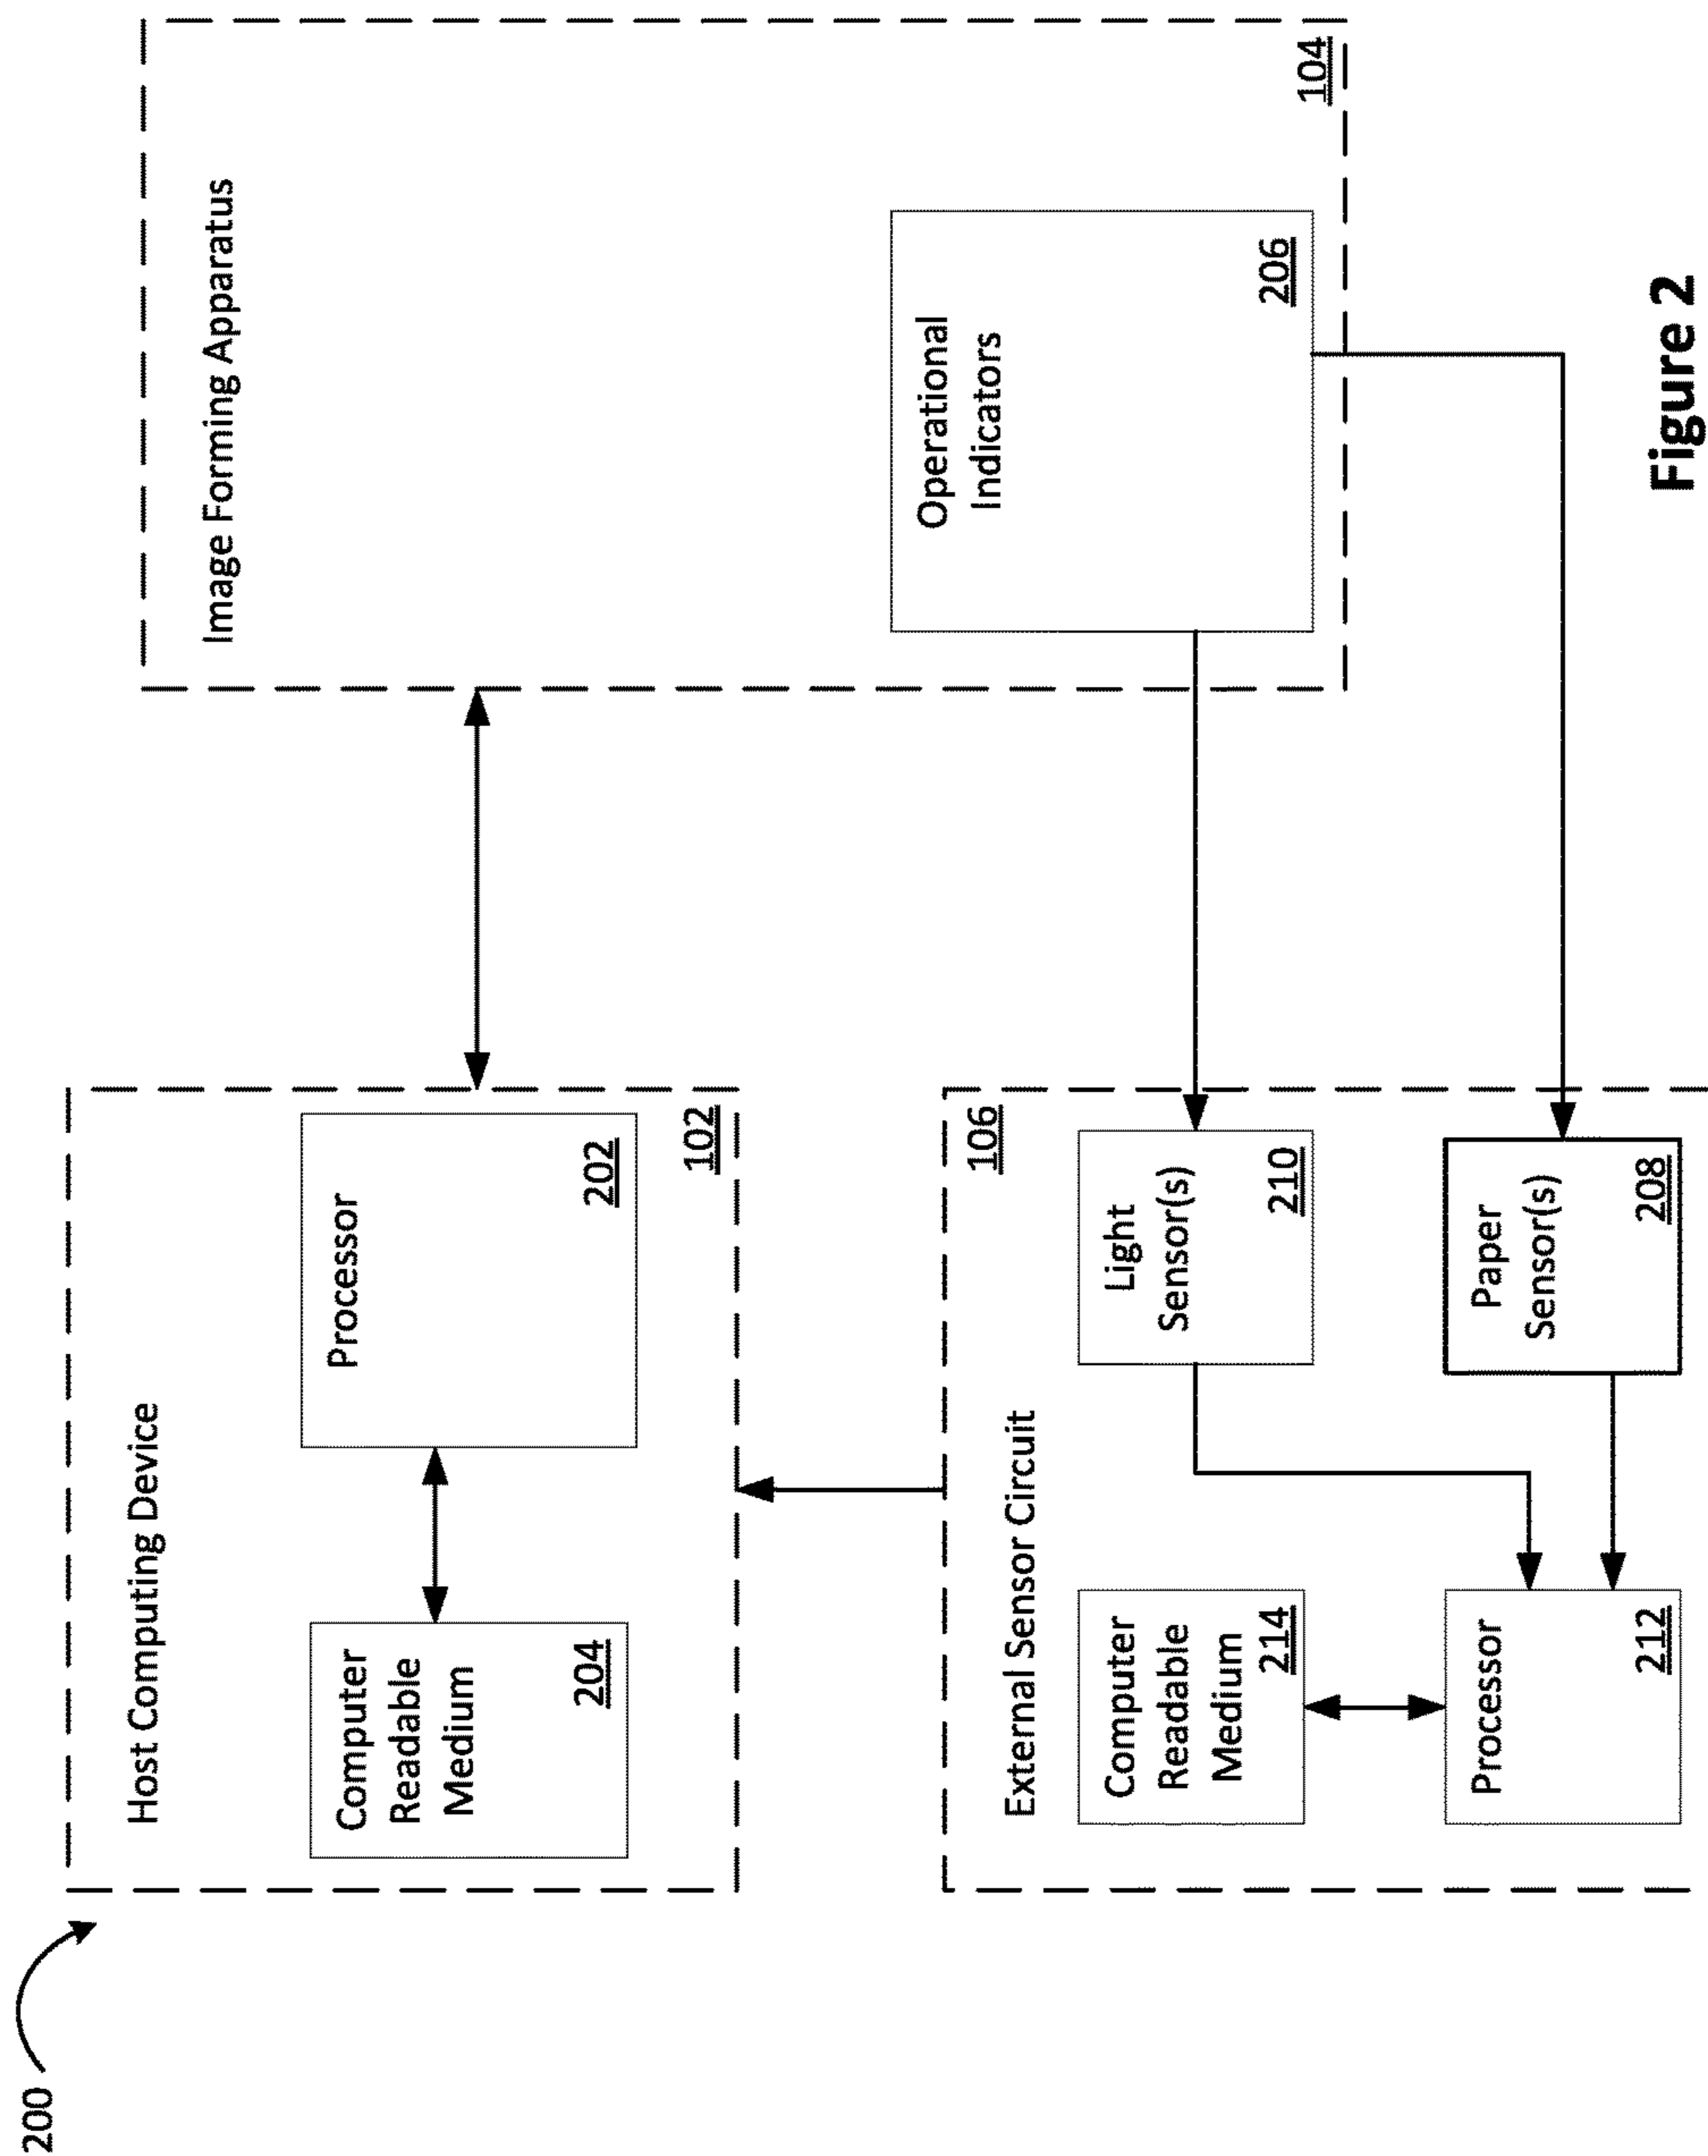 200
Host Computing Device
Computer
Readable
Medium
204
Processor
202
102
Image Forming Apparatus
Operational
Indicators
206
104
External Sensor Circuit
106
Computer
Readable
Medium
214
Light
Sensor(s)
210
Processor
212
Paper
Sensor(s)
208
Figure 2